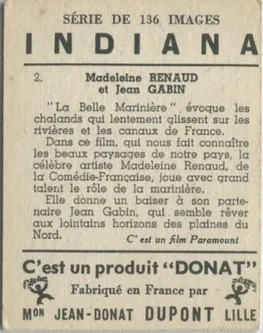 SÉRIE DE 136 IMAGES
INDIANA
2. Madeleine RENAUD
et Jean GABIN
"La Belle Marinière" évoque les
chalands qui lentement glissent sur les
rivières et les canaux de France.
Dans ce film, qui nous fait connaître
les beaux paysages de notre pays, la
célèbre artiste Madeleine Renaud, de
la Comédie-Française, joue avec grand
talent le rôle de la marinière.
Elle donne un baiser à son parte-
naire Jean Gabin, qui semble rêver
aux lointains horizons des plaines du
Nord.
C'est un film Paramount
C'est un produit "DONAT"
Fabriqué en France par
MON JEAN-DONAT DUPONT LILLE